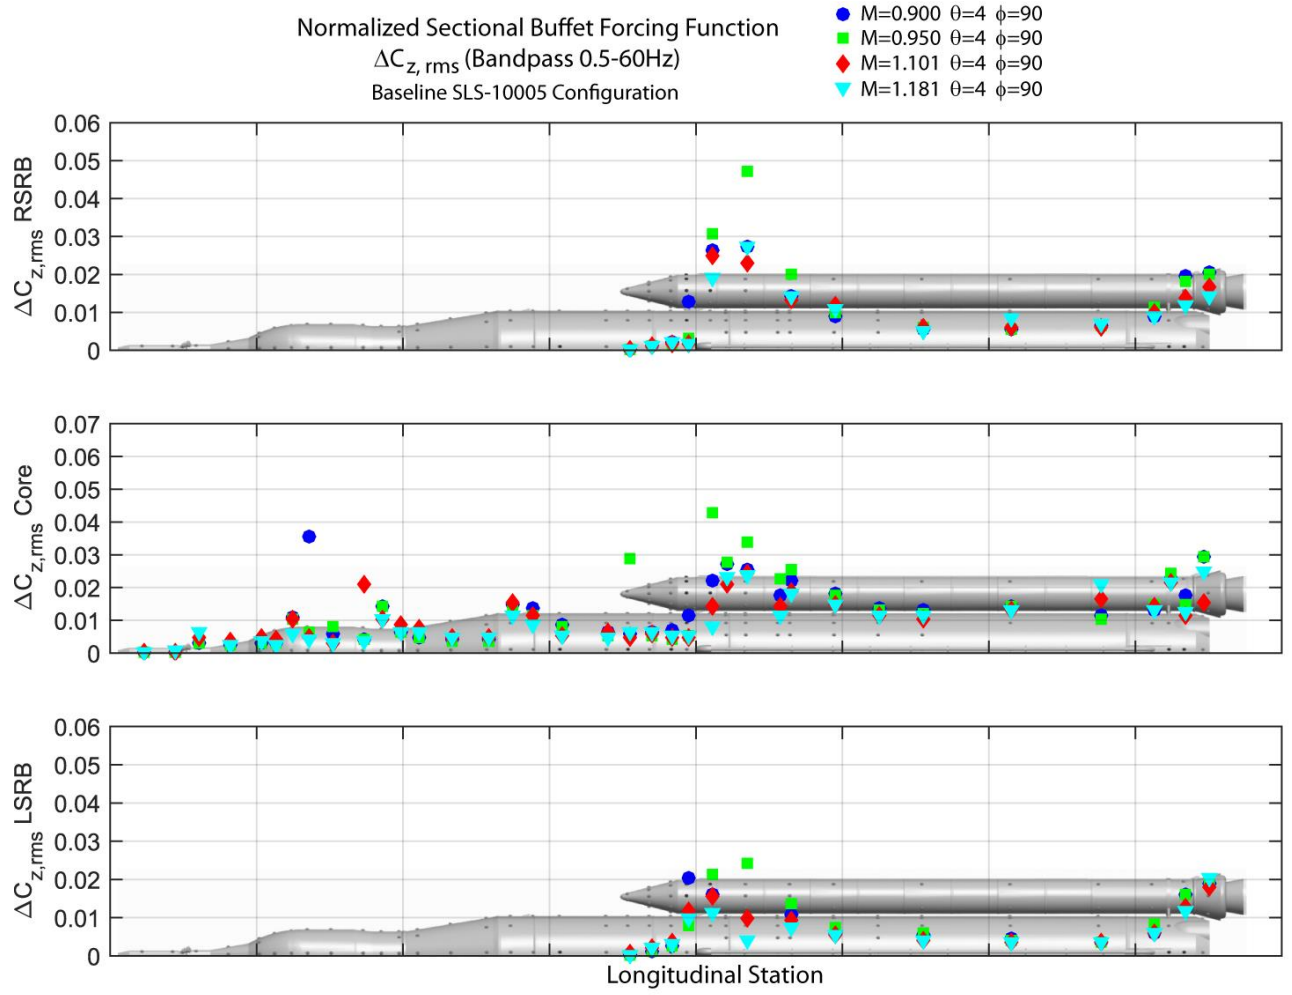 Normalized Sectional Buffet Forcing Function
ΔCz, rms (Bandpass 0.5-60Hz)
Baseline SLS-10005 Configuration
M=0.900 θ=4 ϕ=90
M=0.950 θ=4 ϕ=90
M=1.101 θ=4 ϕ=90
M=1.181 θ=4 ϕ=90
ΔCz,rms RSRB
0.06
0.05
0.04
0.03
0.02
0.01
0
ΔCz,rms Core
0.07
0.06
0.05
0.04
0.03
0.02
0.01
0
ΔCz,rms LSRB
0.06
0.05
0.04
0.03
0.02
0.01
0
Longitudinal Station